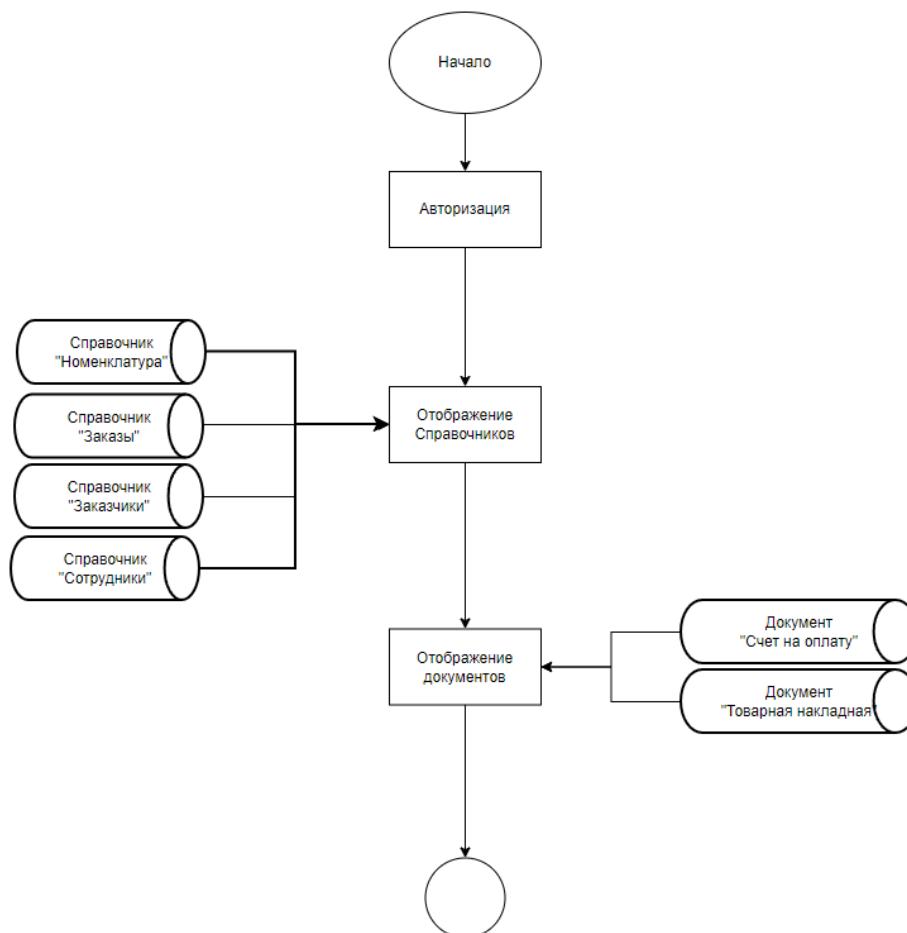 Начало
Авторизация
Справочник
"Номенклатура"
Справочник
"Заказы"
Справочник
"Заказчики"
Справочник
"Сотрудники"
Отображение
Справочников
Отображение
документов
Документ
"Счет на оплату"
Документ
"Товарная накладная"